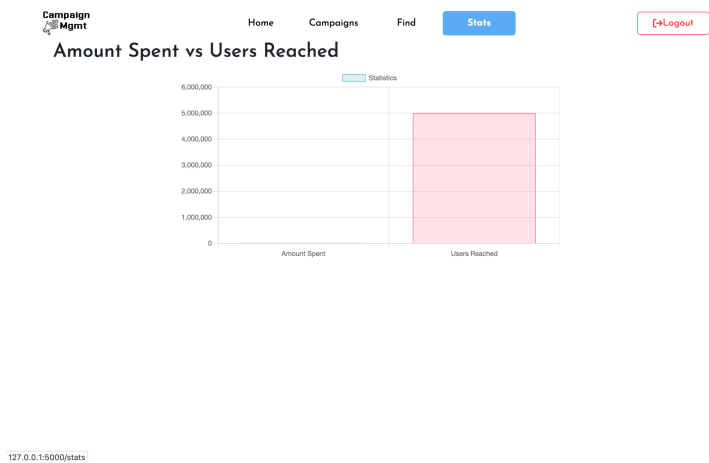 Campaign
Mgmt
Home Campaigns Find Stats Logout
Amount Spent vs Users Reached
Statistics
6,000,000
5,000,000
4,000,000
3,000,000
2,000,000
1,000,000
0
Amount Spent Users Reached
127.0.0.1:5000/stats